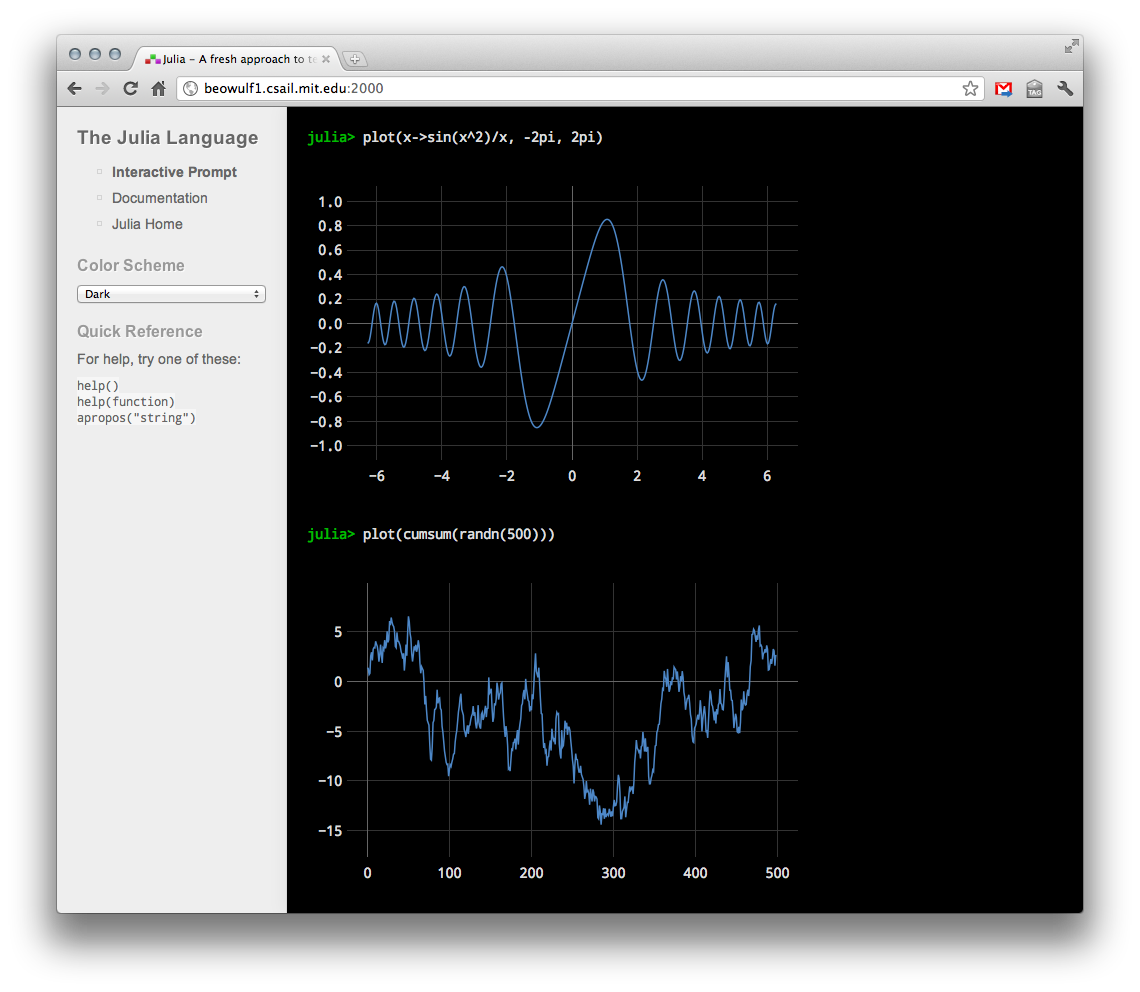 Julia – A fresh approach to te
beowulf1.csail.mit.edu:2000
TAG
The Julia Language
Interactive Prompt
Documentation
Julia Home
Color Scheme
Dark
Quick Reference
For help, try one of these:
help()
help(function)
apropos("string")
julia> plot(x->sin(x^2)/x, -2pi, 2pi)
1.0
0.8
0.6
0.4
0.2
0.0
−0.2
−0.4
−0.6
−0.8
−1.0
−6 −4 −2 0 2 4 6
julia> plot(cumsum(randn(500)))
5
0
−5
−10
−15
0 100 200 300 400 500